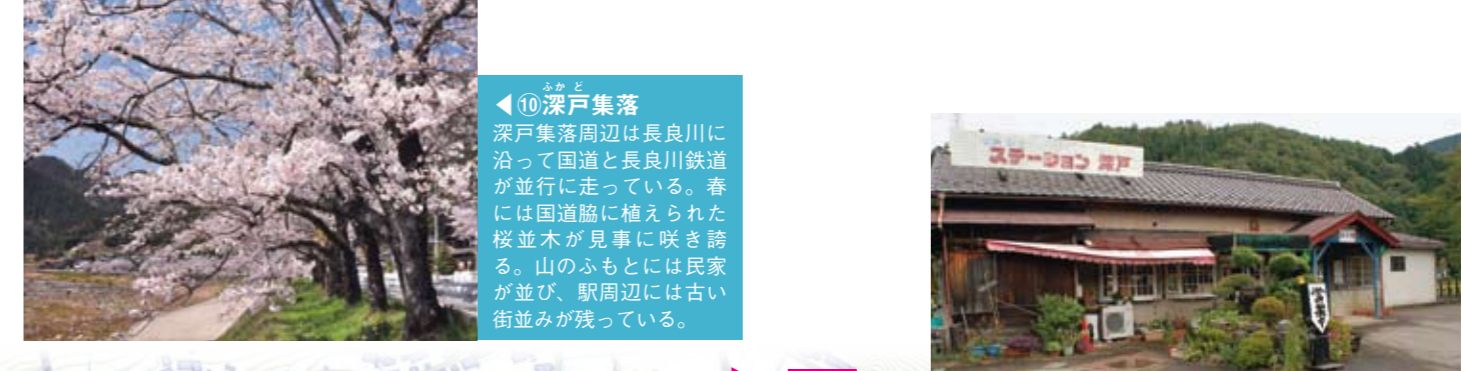 ふかど
◀⑩深戸集落
深戸集落周辺は長良川に
沿って国道と長良川鉄道
が並行に走っている。春
には国道脇に植えられた
桜並木が見事に咲き誇
る。山のふもとには民家
が並び、駅周辺には古い
街並みが残っている。
ステーション 深戸
営業中